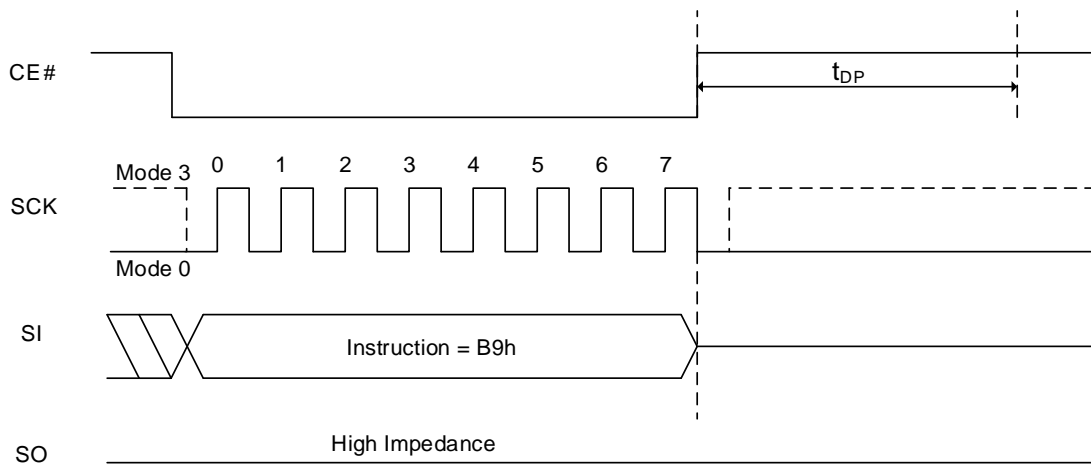 CE#
tDP
Mode 3
0 1 2 3 4 5 6 7
SCK
Mode 0
SI
Instruction = B9h
SO
High Impedance